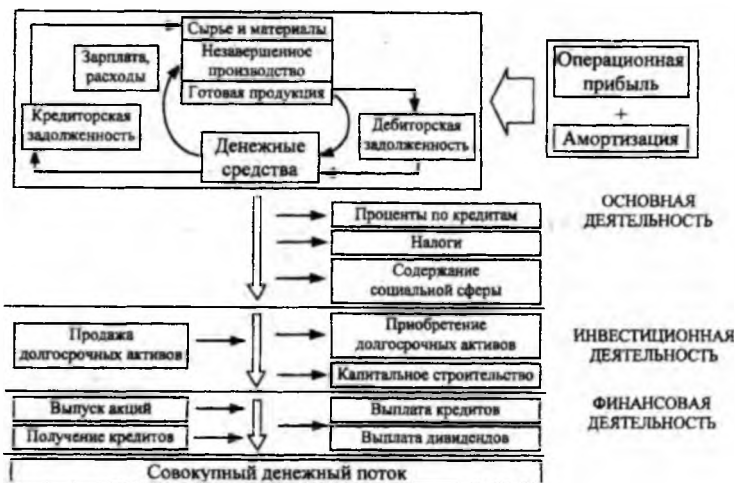 Сырье и материалы
Незавершенное
производство
Готовая продукция
Зарплата,
расходы
Кредиторская
задолженность
Денежные
средства
Дебиторская
задолженность
Операционная
прибыль
+
Амортизация
ОСНОВНАЯ
ДЕЯТЕЛЬНОСТЬ
Проценты по кредитам
Налоги
Содержание
социальной сферы
Продажа
долгосрочных активов
Приобретение
долгосрочных активов
Капитальное строительство
ИНВЕСТИЦИОННАЯ
ДЕЯТЕЛЬНОСТЬ
Выпуск акций
Получение кредитов
Выплата кредитов
Выплата дивидендов
ФИНАНСОВАЯ
ДЕЯТЕЛЬНОСТЬ
Совокупный денежный поток